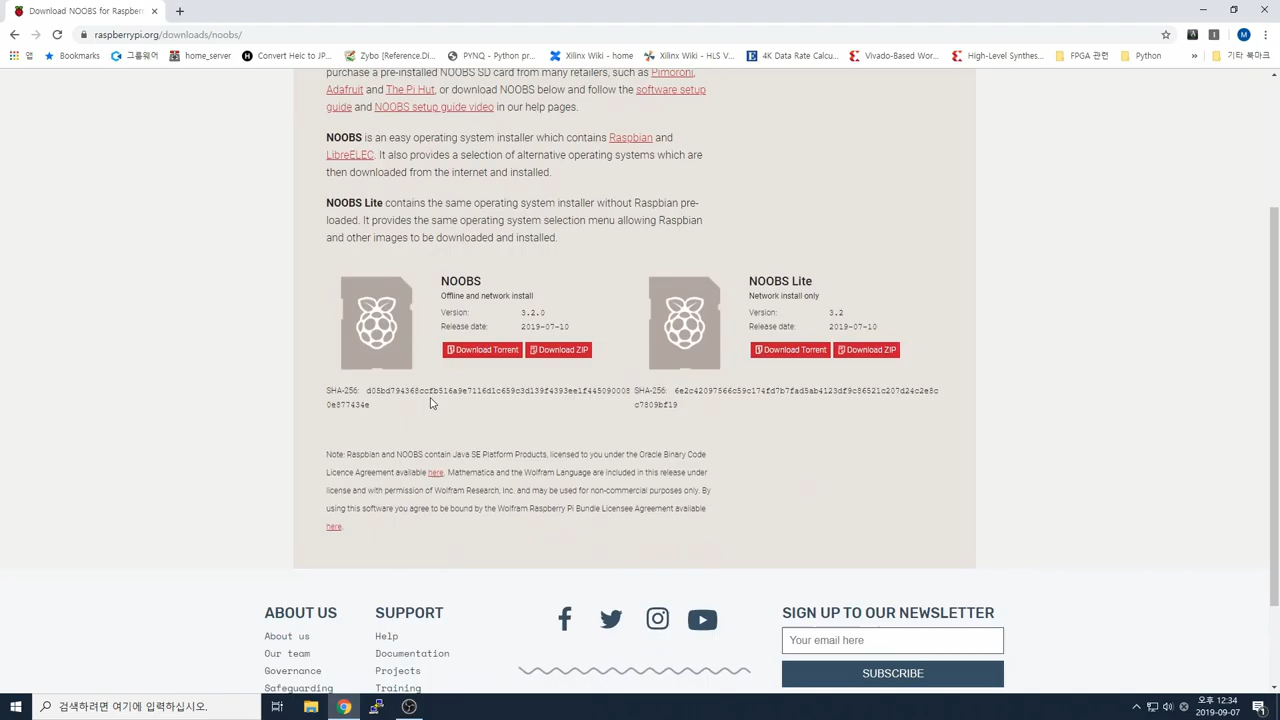 Download NOOBS for Raspber
raspberrypi.org/downloads/noobs/
앱
Bookmarks
그룹웨어
home_server
Convert Heic to JP...
Zybo [Reference.Di...
PYNQ - Python pr...
Xilinx Wiki - home
Xilinx Wiki - HLS V...
4K Data Rate Calcu...
Vivado-Based Wor...
High-Level Synthes...
FPGA 관련
Python
»
기타 북마크
purchase a pre-installed NOOBS SD card from many retailers, such as Pimoroni,
Adafruit and The Pi Hut, or download NOOBS below and follow the software setup
guide and NOOBS setup guide video in our help pages.
NOOBS is an easy operating system installer which contains Raspbian and
LibreELEC. It also provides a selection of alternative operating systems which are
then downloaded from the internet and installed.
NOOBS Lite contains the same operating system installer without Raspbian pre-
loaded. It provides the same operating system selection menu allowing Raspbian
and other images to be downloaded and installed.
NOOBS
Offline and network install
Version: 3.2.0
Release date: 2019-07-10
Download Torrent
Download ZIP
SHA-256: d05bd794368ccfb516a9e7116d1c659c3d139f4393ee1f445090008
0e877434e
NOOBS Lite
Network install only
Version: 3.2
Release date: 2019-07-10
Download Torrent
Download ZIP
SHA-256: 6e2c42097566c59c174fd7b7fad5ab4123df9c86521c207d24c2e8c
c7809bf19
Note: Raspbian and NOOBS contain Java SE Platform Products, licensed to you under the Oracle Binary Code
Licence Agreement available here. Mathematica and the Wolfram Language are included in this release under
license and with permission of Wolfram Research, Inc. and may be used for non-commercial purposes only. By
using this software you agree to be bound by the Wolfram Raspberry Pi Bundle Licensee Agreement available
here.
ABOUT US
About us
Our team
Governance
Safeguarding
SUPPORT
Help
Documentation
Projects
Training
SIGN UP TO OUR NEWSLETTER
Your email here
SUBSCRIBE
검색하려면 여기에 입력하십시오.
오후 12:34
2019-09-07